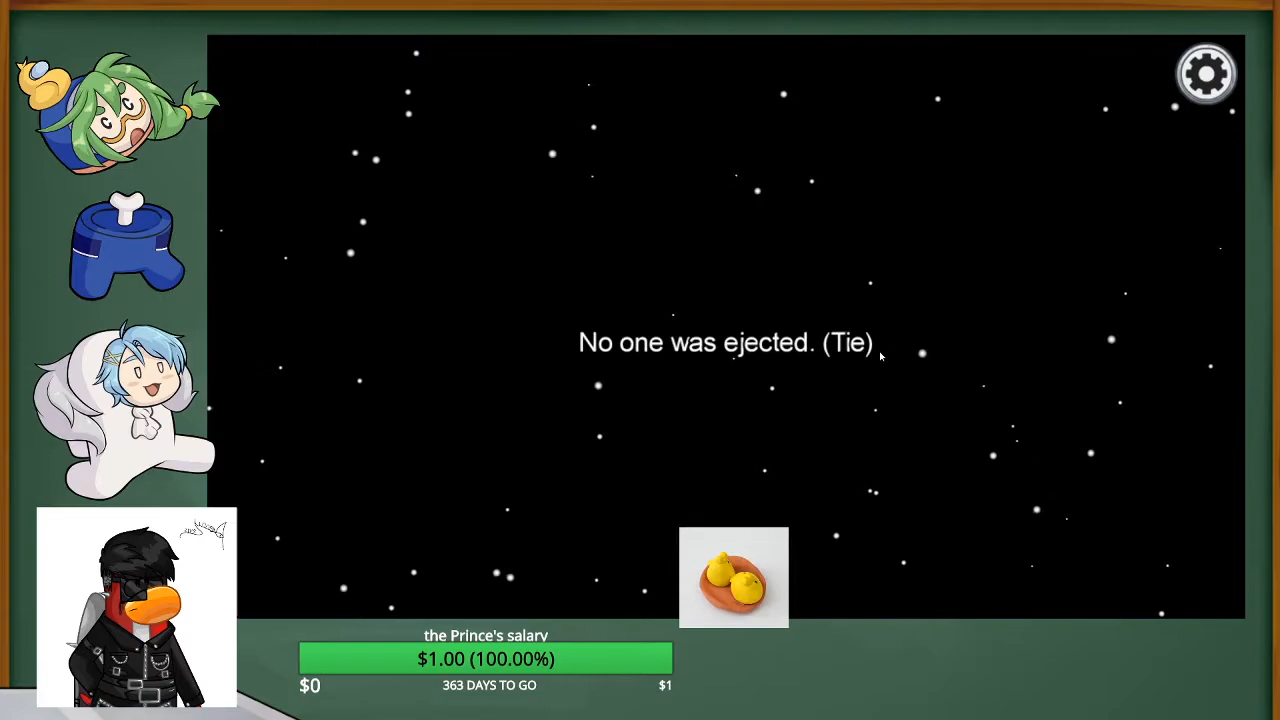 No one was ejected. (Tie)
the Prince's salary
$1.00 (100.00%)
$0
363 DAYS TO GO
$1